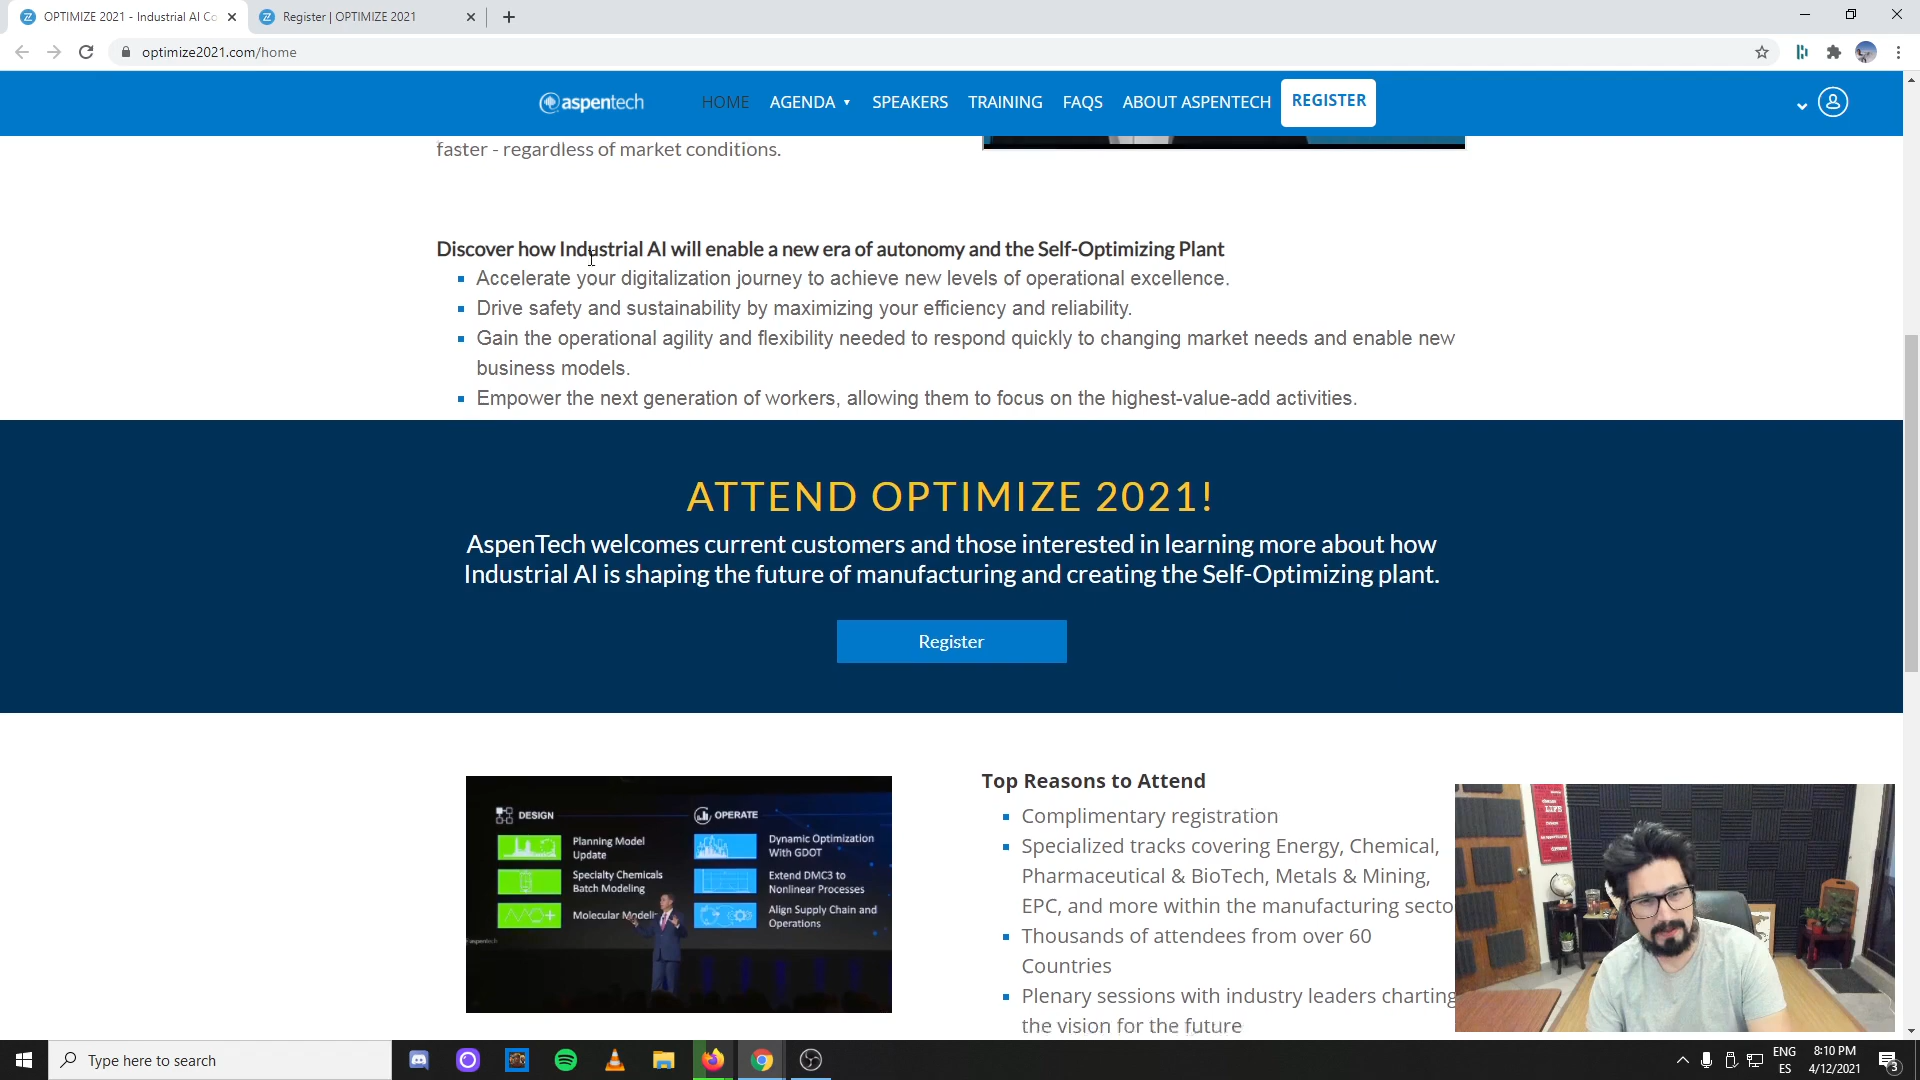 OPTIMIZE 2021 - Industrial AI Co
Register | OPTIMIZE 2021
optimize2021.com/home
aspentech
HOME
AGENDA
SPEAKERS
TRAINING
FAQS
ABOUT ASPENTECH
REGISTER
faster - regardless of market conditions.
Discover how Industrial AI will enable a new era of autonomy and the Self-Optimizing Plant
Accelerate your digitalization journey to achieve new levels of operational excellence.
Drive safety and sustainability by maximizing your efficiency and reliability.
Gain the operational agility and flexibility needed to respond quickly to changing market needs and enable new
business models.
Empower the next generation of workers, allowing them to focus on the highest-value-add activities.
ATTEND OPTIMIZE 2021!
AspenTech welcomes current customers and those interested in learning more about how
Industrial AI is shaping the future of manufacturing and creating the Self-Optimizing plant.
Register
DESIGN
Planning Model
Update
Specialty Chemicals
Batch Modeling
Molecular Modeli
OPERATE
Dynamic Optimization
With GDOT
Extend DMC3 to
Nonlinear Processes
Align Supply Chain and
Operations
aspentech
Top Reasons to Attend
Complimentary registration
Specialized tracks covering Energy, Chemical,
Pharmaceutical & BioTech, Metals & Mining,
EPC, and more within the manufacturing secto
Thousands of attendees from over 60
Countries
Plenary sessions with industry leaders charting
the vision for the future
LIFE
Type here to search
ENG
ES
8:10 PM
4/12/2021
3